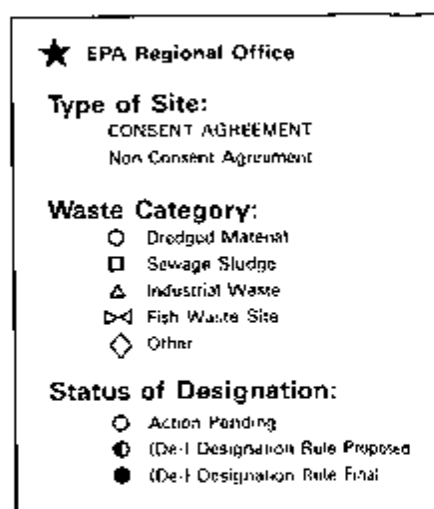 EPA Regional Office
Type of Site:
CONSENT AGREEMENT
Non Consent Agreement
Waste Category:
Dredged Material
Sewage Sludge
Industrial Waste
Fish Waste Site
Other
Status of Designation:
Action Pending
(De-) Designation Rule Proposed
(De-) Designation Rule Final